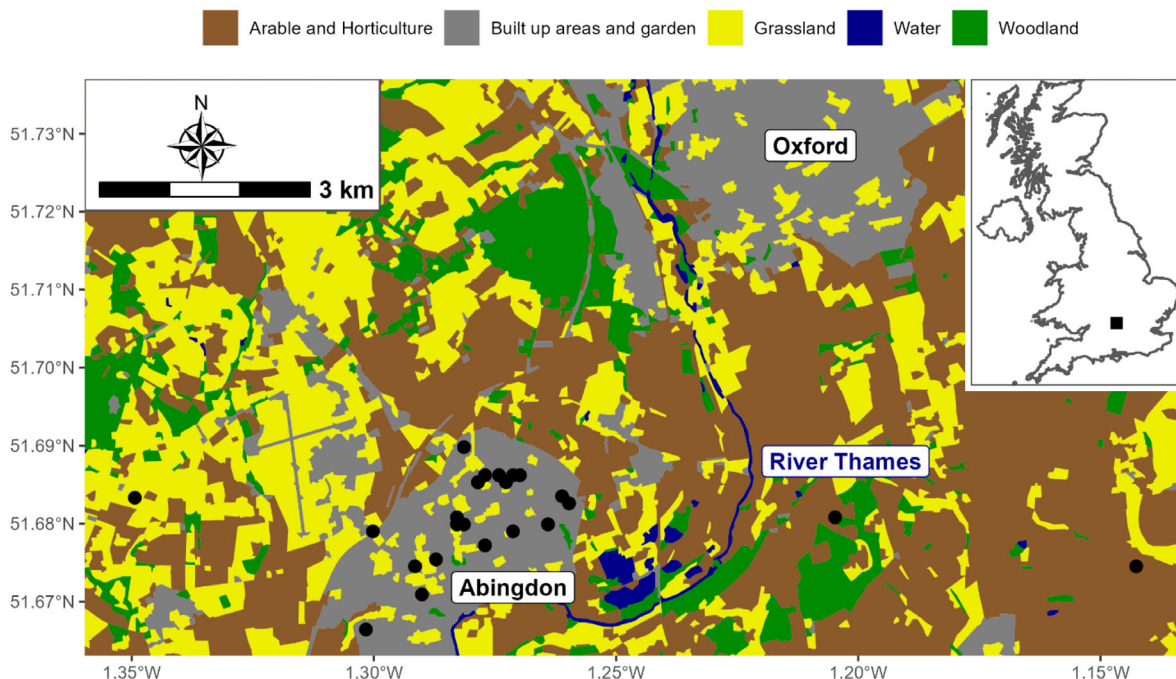 Arable and Horticulture Built up areas and garden Grassland Water Woodland
N
3 km
Oxford
River Thames
Abingdon
51.73°N
51.72°N
51.71°N
51.70°N
51.69°N
51.68°N
51.67°N
1.35°W 1.30°W 1.25°W 1.20°W 1.15°W